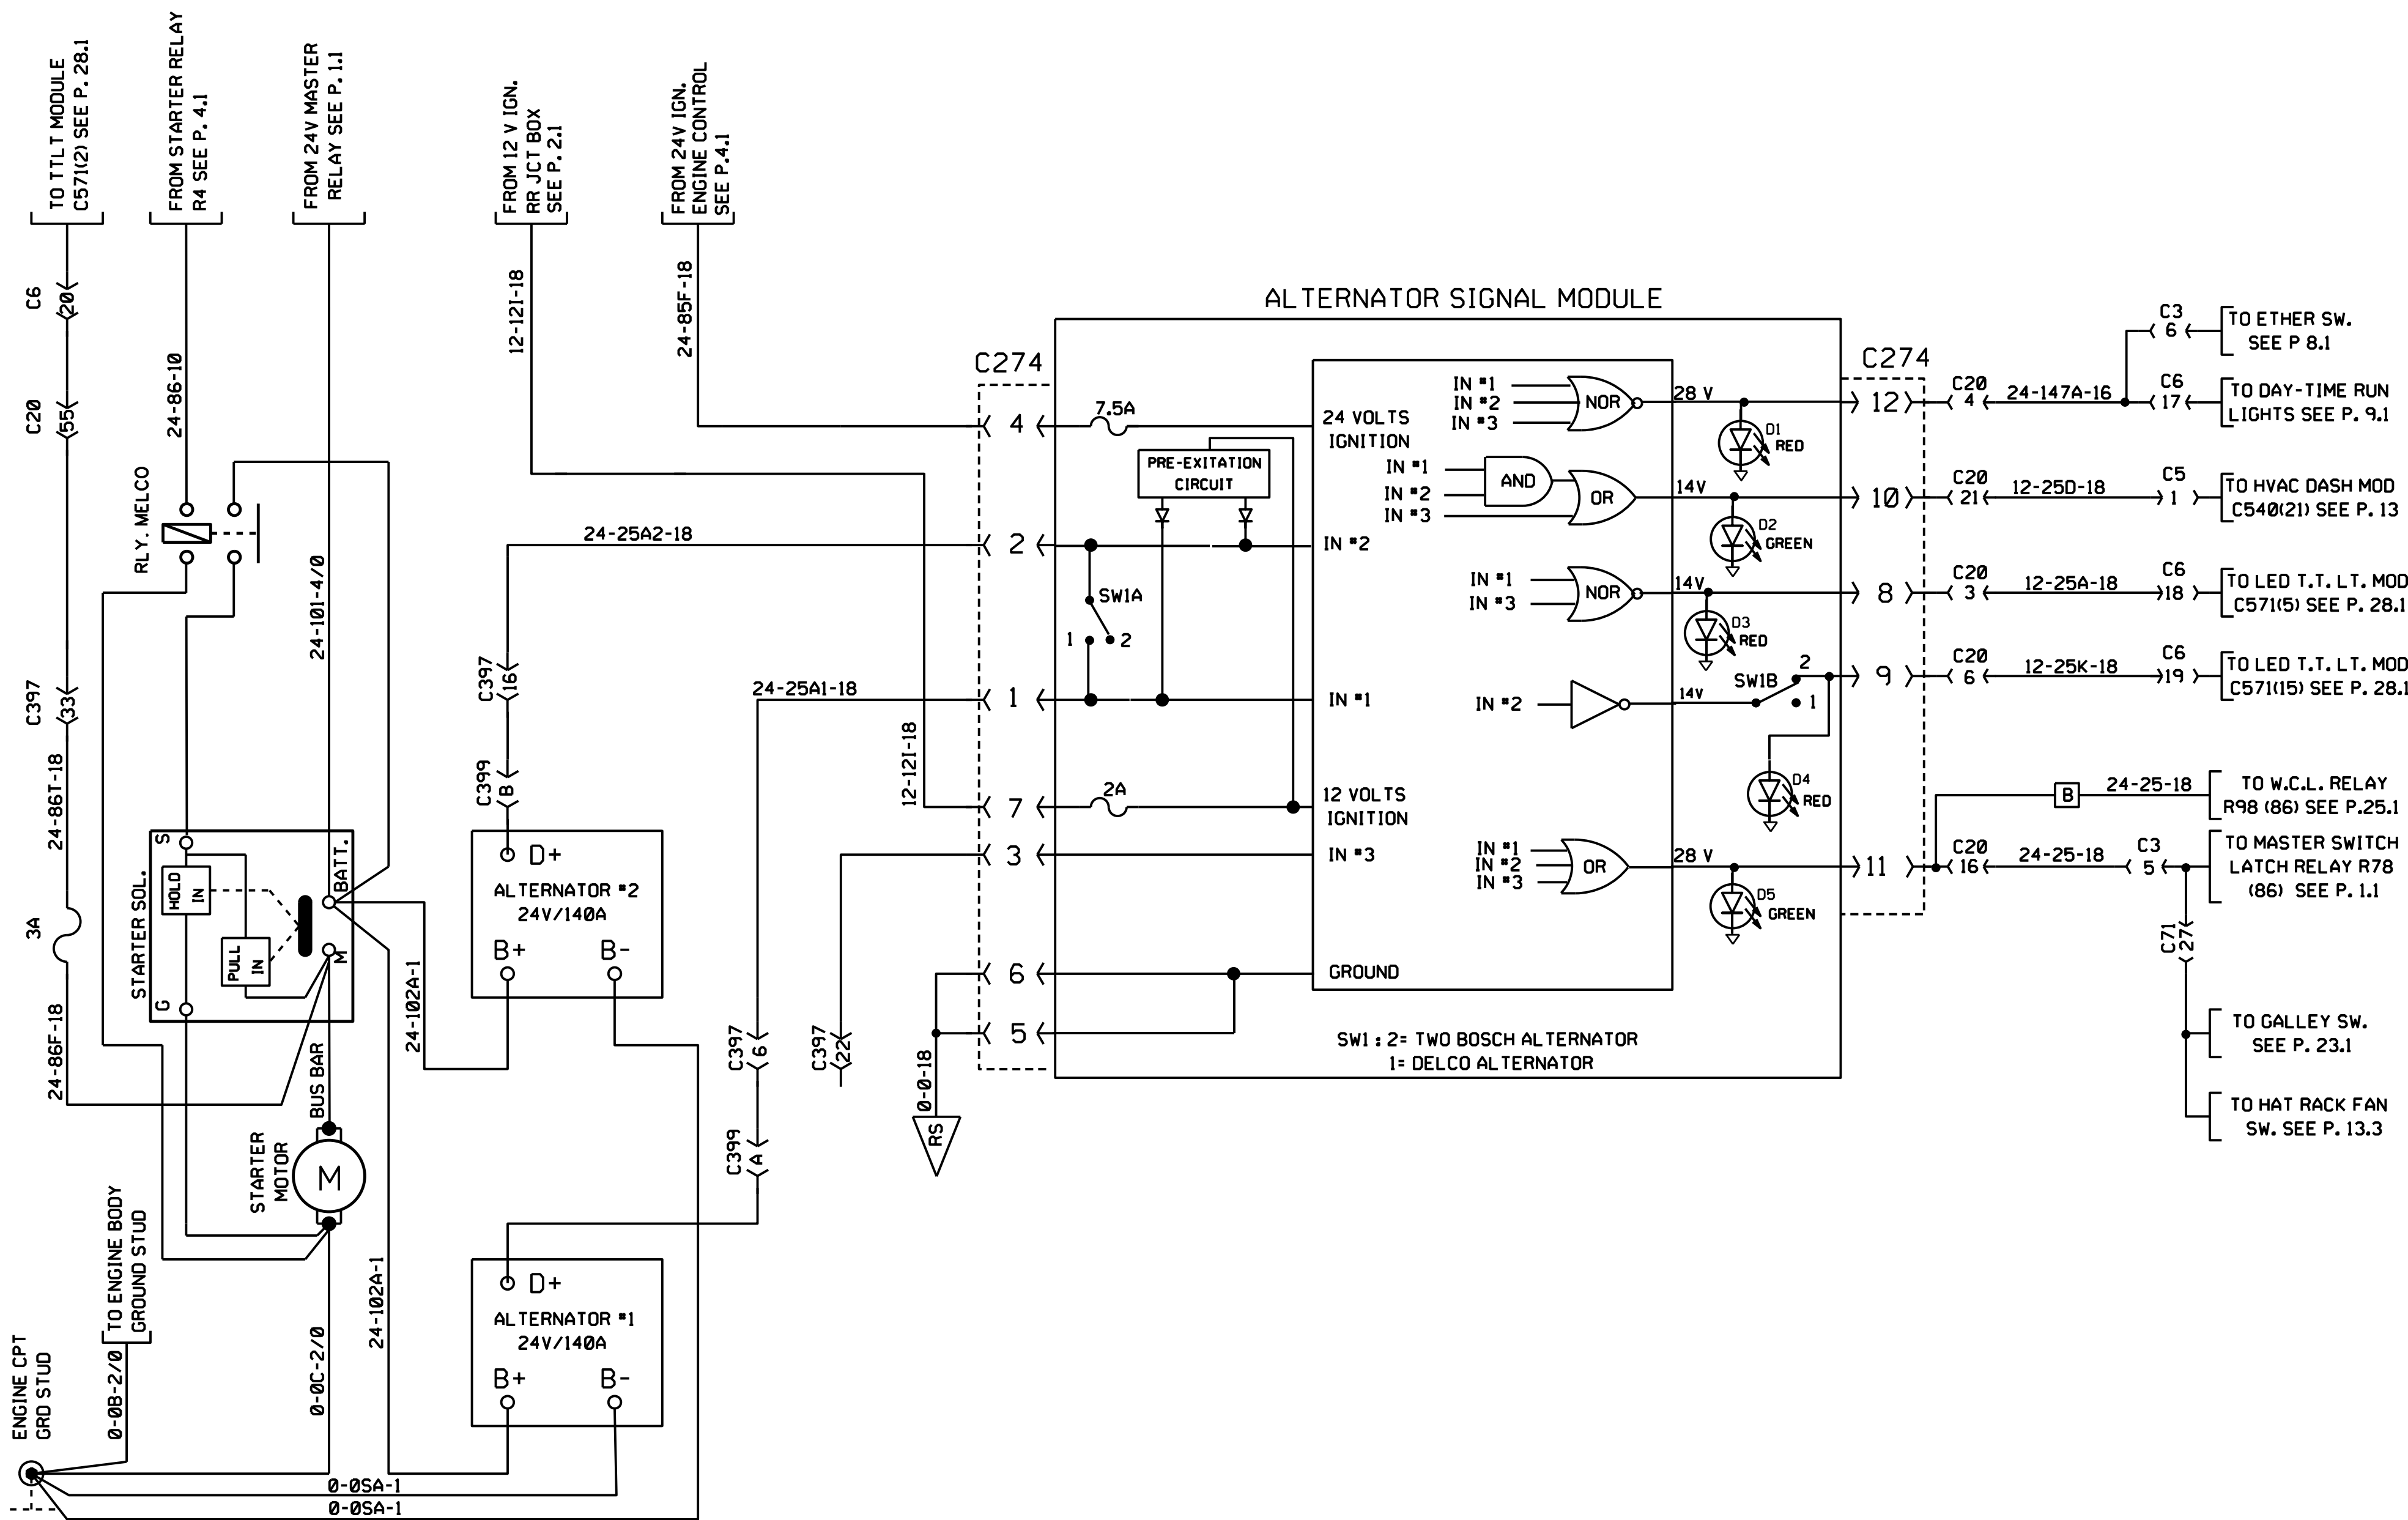 TO TTLT MODULE
C571(2) SEE P. 28.1
FROM STARTER RELAY
R4 SEE P. 4.1
FROM 24V MASTER
RELAY SEE P. 1.1
FROM 12 V IGN.
RR JCT BOX
SEE P. 2.1
FROM 24V IGN.
ENGINE CONTROL
SEE P.4.1
C6
20
C20
55
C397
33
24-86T-18
3A
24-86F-18
24-86-10
RLY. MELCO
24-101-4/0
12-12I-18
24-85F-18
24-25A2-18
C397
16
C399
B
24-25A1-18
12-12I-18
STARTER SOL.
S
HOLD
IN
PULL
IN
G
BATT.
M
24-102A-1
BUS BAR
STARTER
MOTOR
M
D+
ALTERNATOR #2
24V/140A
B+
B-
C397
6
C399
A
C397
22
0-0-18
RS
D+
ALTERNATOR #1
24V/140A
B+
B-
24-102A-1
0-0C-2/0
TO ENGINE BODY
GROUND STUD
0-0B-2/0
ENGINE CPT
GRD STUD
0-0SA-1
0-0SA-1
ALTERNATOR SIGNAL MODULE
C274
4
2
1
7
3
6
5
7.5A
PRE-EXITATION
CIRCUIT
SW1A
1
2
2A
24 VOLTS
IGNITION
IN #2
IN #1
12 VOLTS
IGNITION
IN #3
GROUND
IN #1
IN #2
IN #3
NOR
28 V
D1
RED
IN #1
IN #2
IN #3
AND
OR
14V
D2
GREEN
IN #1
IN #3
NOR
14V
D3
RED
IN #2
14V
SW1B
2
1
D4
RED
IN #1
IN #2
IN #3
OR
28 V
D5
GREEN
SW1 : 2= TWO BOSCH ALTERNATOR
1= DELCO ALTERNATOR
C274
12
10
8
9
11
C20
4
24-147A-16
C3
6
TO ETHER SW.
SEE P 8.1
C6
17
TO DAY-TIME RUN
LIGHTS SEE P. 9.1
C20
21
12-25D-18
C5
1
TO HVAC DASH MOD
C540(21) SEE P. 13
C20
3
12-25A-18
C6
18
TO LED T.T. LT. MOD
C571(5) SEE P. 28.1
C20
6
12-25K-18
C6
19
TO LED T.T. LT. MOD
C571(15) SEE P. 28.1
B
24-25-18
TO W.C.L. RELAY
R98 (86) SEE P.25.1
C20
16
24-25-18
C3
5
TO MASTER SWITCH
LATCH RELAY R78
(86) SEE P. 1.1
C71
27
TO GALLEY SW.
SEE P. 23.1
TO HAT RACK FAN
SW. SEE P. 13.3